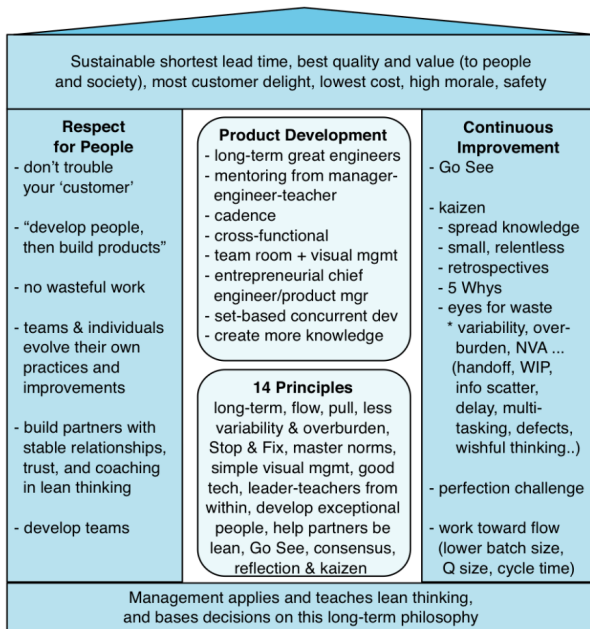 Sustainable shortest lead time, best quality and value (to people
and society), most customer delight, lowest cost, high morale, safety
Respect
for People
- don’t trouble
your ‘customer’
- “develop people,
then build products”
- no wasteful work
- teams & individuals
evolve their own
practices and
improvements
- build partners with
stable relationships,
trust, and coaching
in lean thinking
- develop teams
Product Development
- long-term great engineers
- mentoring from manager-
engineer-teacher
- cadence
- cross-functional
- team room + visual mgmt
- entrepreneurial chief
engineer/product mgr
- set-based concurrent dev
- create more knowledge
14 Principles
long-term, flow, pull, less
variability & overburden,
Stop & Fix, master norms,
simple visual mgmt, good
tech, leader-teachers from
within, develop exceptional
people, help partners be
lean, Go See, consensus,
reflection & kaizen
Continuous
Improvement
- Go See
- kaizen
- spread knowledge
- small, relentless
- retrospectives
- 5 Whys
- eyes for waste
* variability, over-
burden, NVA ...
(handoff, WIP,
info scatter,
delay, multi-
tasking, defects,
wishful thinking..)
- perfection challenge
- work toward flow
(lower batch size,
Q size, cycle time)
Management applies and teaches lean thinking,
and bases decisions on this long-term philosophy